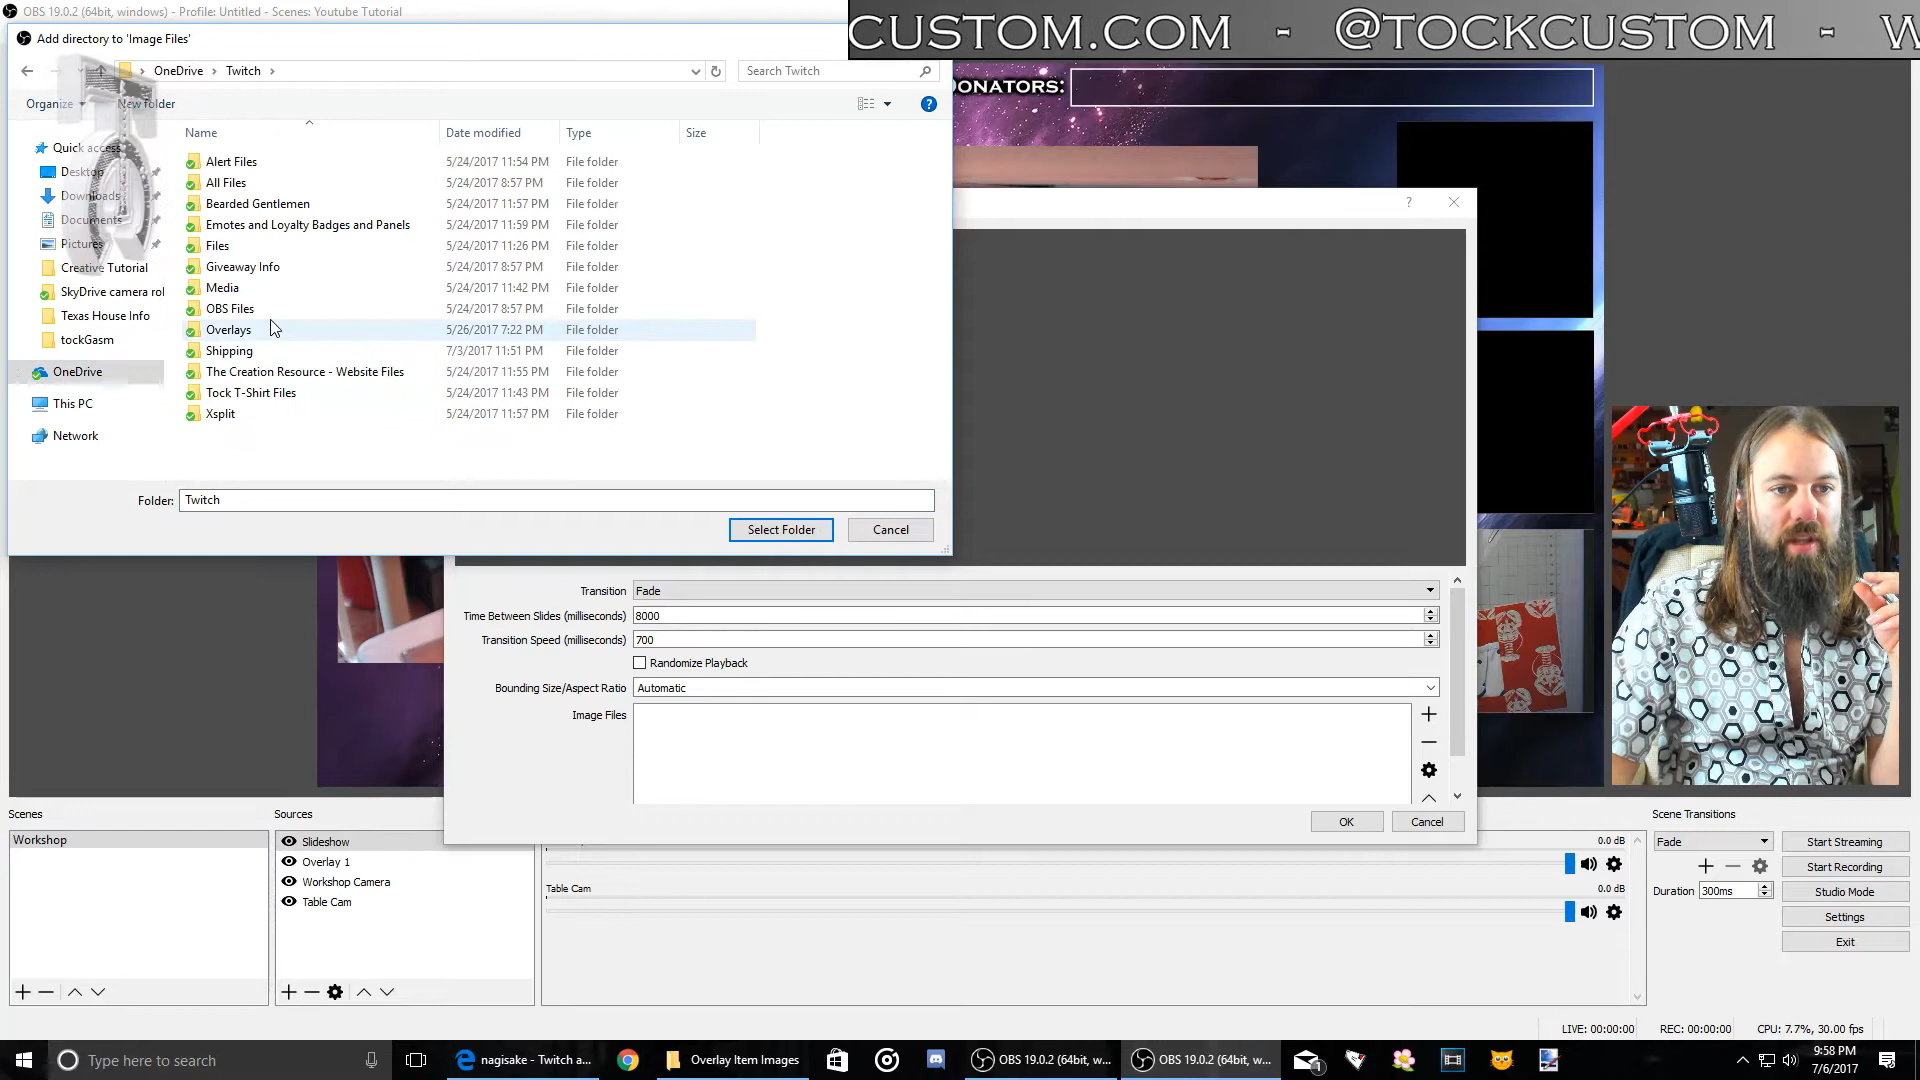 OBS 19.0.2 (64bit, windows) - Profile: Untitled - Scenes: Youtube Tutorial
CUSTOM.COM - @TOCKCUSTOM - W
Add directory to 'Image Files'
OneDrive > Twitch >
Search Twitch
Organize
New folder
DONATORS:
Name Date modified Type Size
Quick access
Desktop
Downloads
Documents
Pictures
Creative Tutorial
SkyDrive camera rol
Texas House Info
tockGasm
OneDrive
This PC
Network
Alert Files 5/24/2017 11:54 PM File folder
All Files 5/24/2017 8:57 PM File folder
Bearded Gentlemen 5/24/2017 11:57 PM File folder
Emotes and Loyalty Badges and Panels 5/24/2017 11:59 PM File folder
Files 5/24/2017 11:26 PM File folder
Giveaway Info 5/24/2017 8:57 PM File folder
Media 5/24/2017 11:42 PM File folder
OBS Files 5/24/2017 8:57 PM File folder
Overlays 5/26/2017 7:22 PM File folder
Shipping 7/3/2017 11:51 PM File folder
The Creation Resource - Website Files 5/24/2017 11:55 PM File folder
Tock T-Shirt Files 5/24/2017 11:43 PM File folder
Xsplit 5/24/2017 11:57 PM File folder
Folder: Twitch
Select Folder Cancel
Transition Fade
Time Between Slides (milliseconds) 8000
Transition Speed (milliseconds) 700
Randomize Playback
Bounding Size/Aspect Ratio Automatic
Image Files
OK Cancel
Scenes
Workshop
Sources
Slideshow
Overlay 1
Workshop Camera
Table Cam
0.0 dB
Table Cam 0.0 dB
Scene Transitions
Fade
Duration 300ms
Start Streaming
Start Recording
Studio Mode
Settings
Exit
LIVE: 00:00:00 REC: 00:00:00 CPU: 7.7%, 30.00 fps
Type here to search
nagisake - Twitch a...
Overlay Item Images
OBS 19.0.2 (64bit, w...
OBS 19.0.2 (64bit, w...
1
9:58 PM
7/6/2017